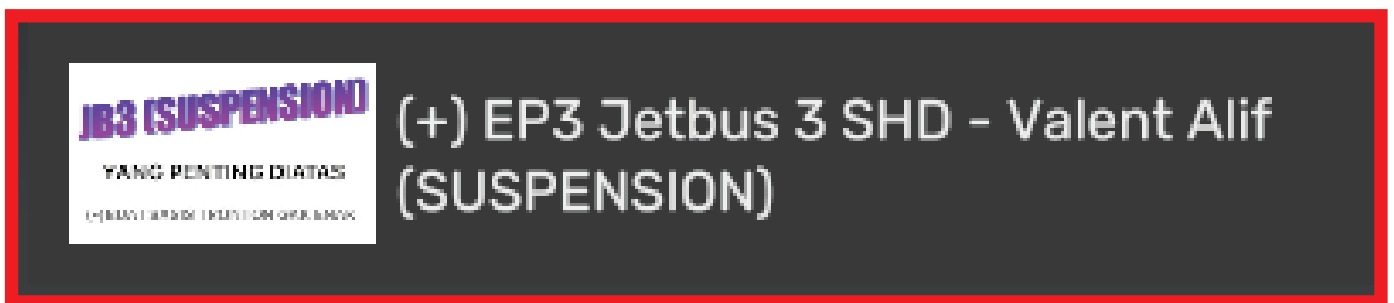 JB3 (SUSPENSION)
YANG PENTING DIATAS
(+) EP3 Jetbus 3 SHD - Valent Alif
(SUSPENSION)